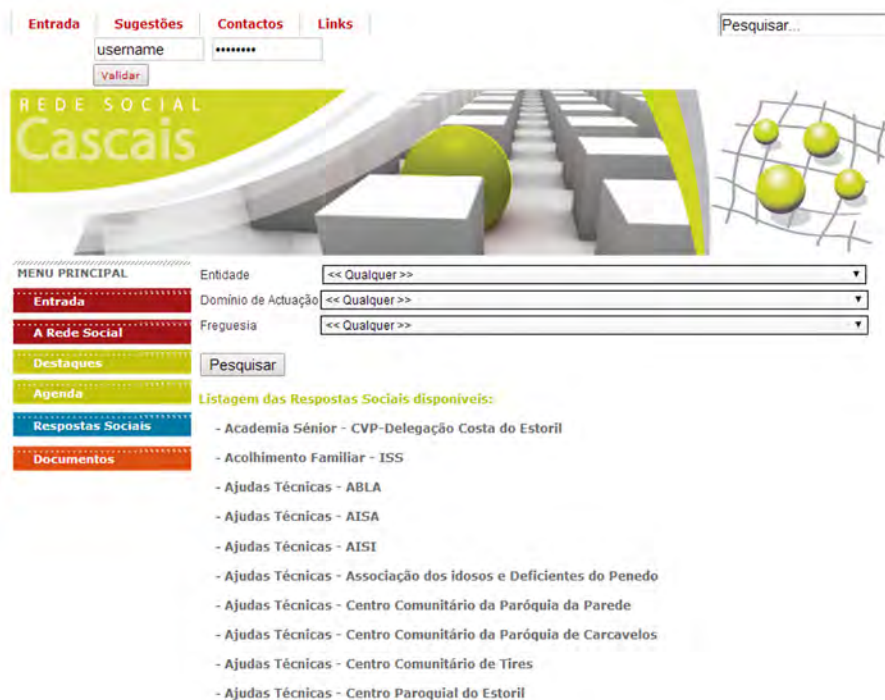 Entrada Sugestões Contactos Links
Pesquisar...
username ••••••••
Validar
REDE SOCIAL
Cascais
MENU PRINCIPAL
Entrada
A Rede Social
Destaques
Agenda
Respostas Sociais
Documentos
Entidade << Qualquer >>
Domínio de Actuação << Qualquer >>
Freguesia << Qualquer >>
Pesquisar
Listagem das Respostas Sociais disponíveis:
- Academia Sénior - CVP-Delegação Costa do Estoril
- Acolhimento Familiar - ISS
- Ajudas Técnicas - ABLA
- Ajudas Técnicas - AISA
- Ajudas Técnicas - AISI
- Ajudas Técnicas - Associação dos idosos e Deficientes do Penedo
- Ajudas Técnicas - Centro Comunitário da Paróquia da Parede
- Ajudas Técnicas - Centro Comunitário da Paróquia de Carcavelos
- Ajudas Técnicas - Centro Comunitário de Tires
- Ajudas Técnicas - Centro Paroquial do Estoril